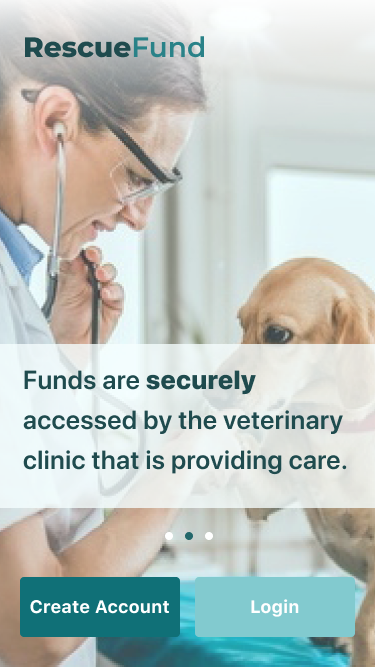 RescueFund
Funds are securely
accessed by the veterinary
clinic that is providing care.
Create Account
Login